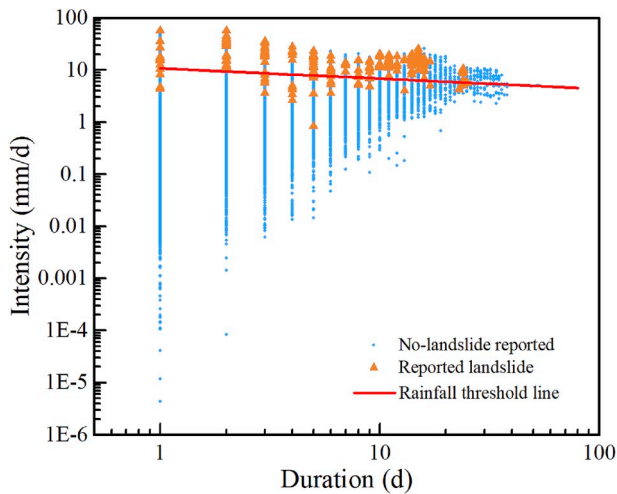 100
10
1
0.1
0.01
0.001
1E-4
1E-5
1E-6
Intensity (mm/d)
No-landslide reported
Reported landslide
Rainfall threshold line
1 10 100
Duration (d)